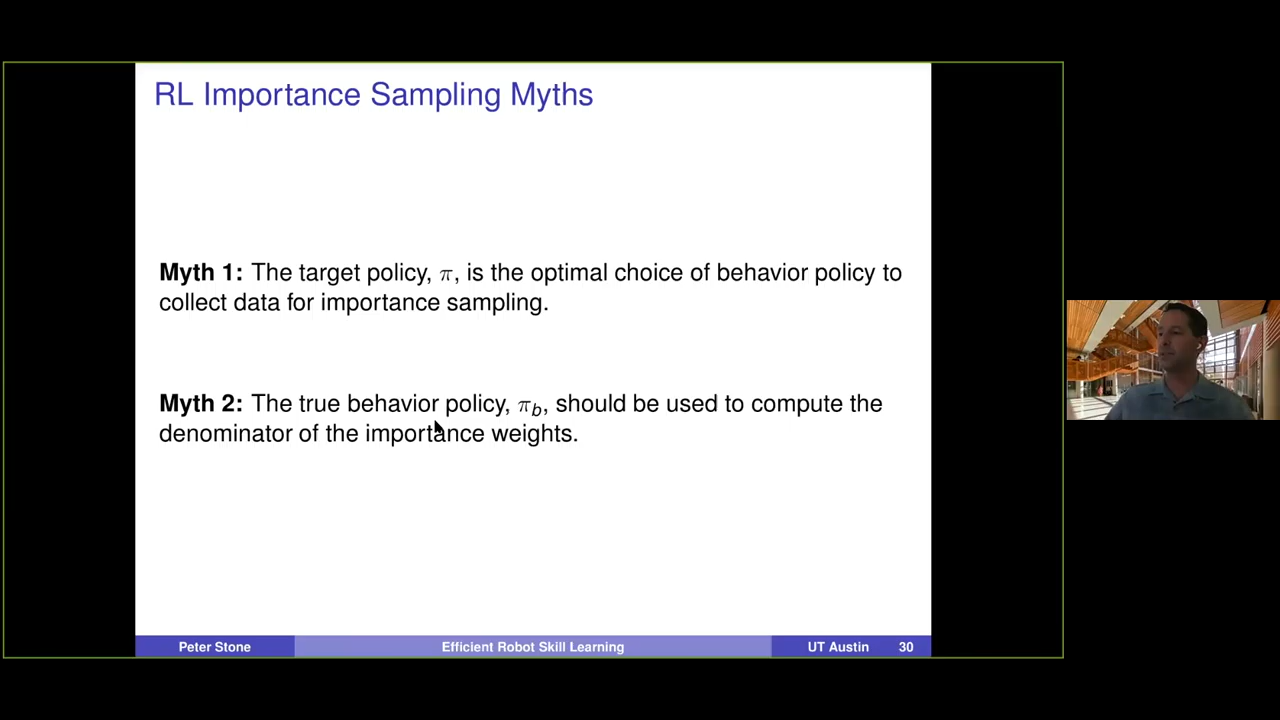 RL Importance Sampling Myths
Myth 1: The target policy, π, is the optimal choice of behavior policy to
collect data for importance sampling.
Myth 2: The true behavior policy, π_b, should be used to compute the
denominator of the importance weights.
Peter Stone Efficient Robot Skill Learning UT Austin 30